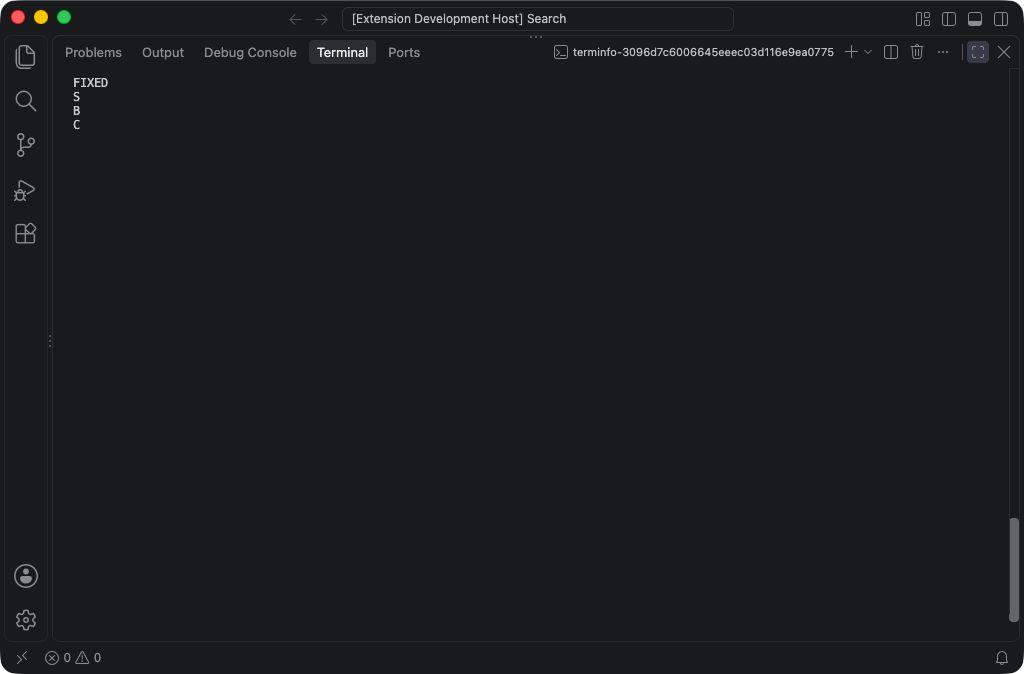 [Extension Development Host] Search
Problems Output Debug Console Terminal Ports
terminfo-3096d7c6006645eeec03d116e9ea0775
FIXED
S
B
C
0 0